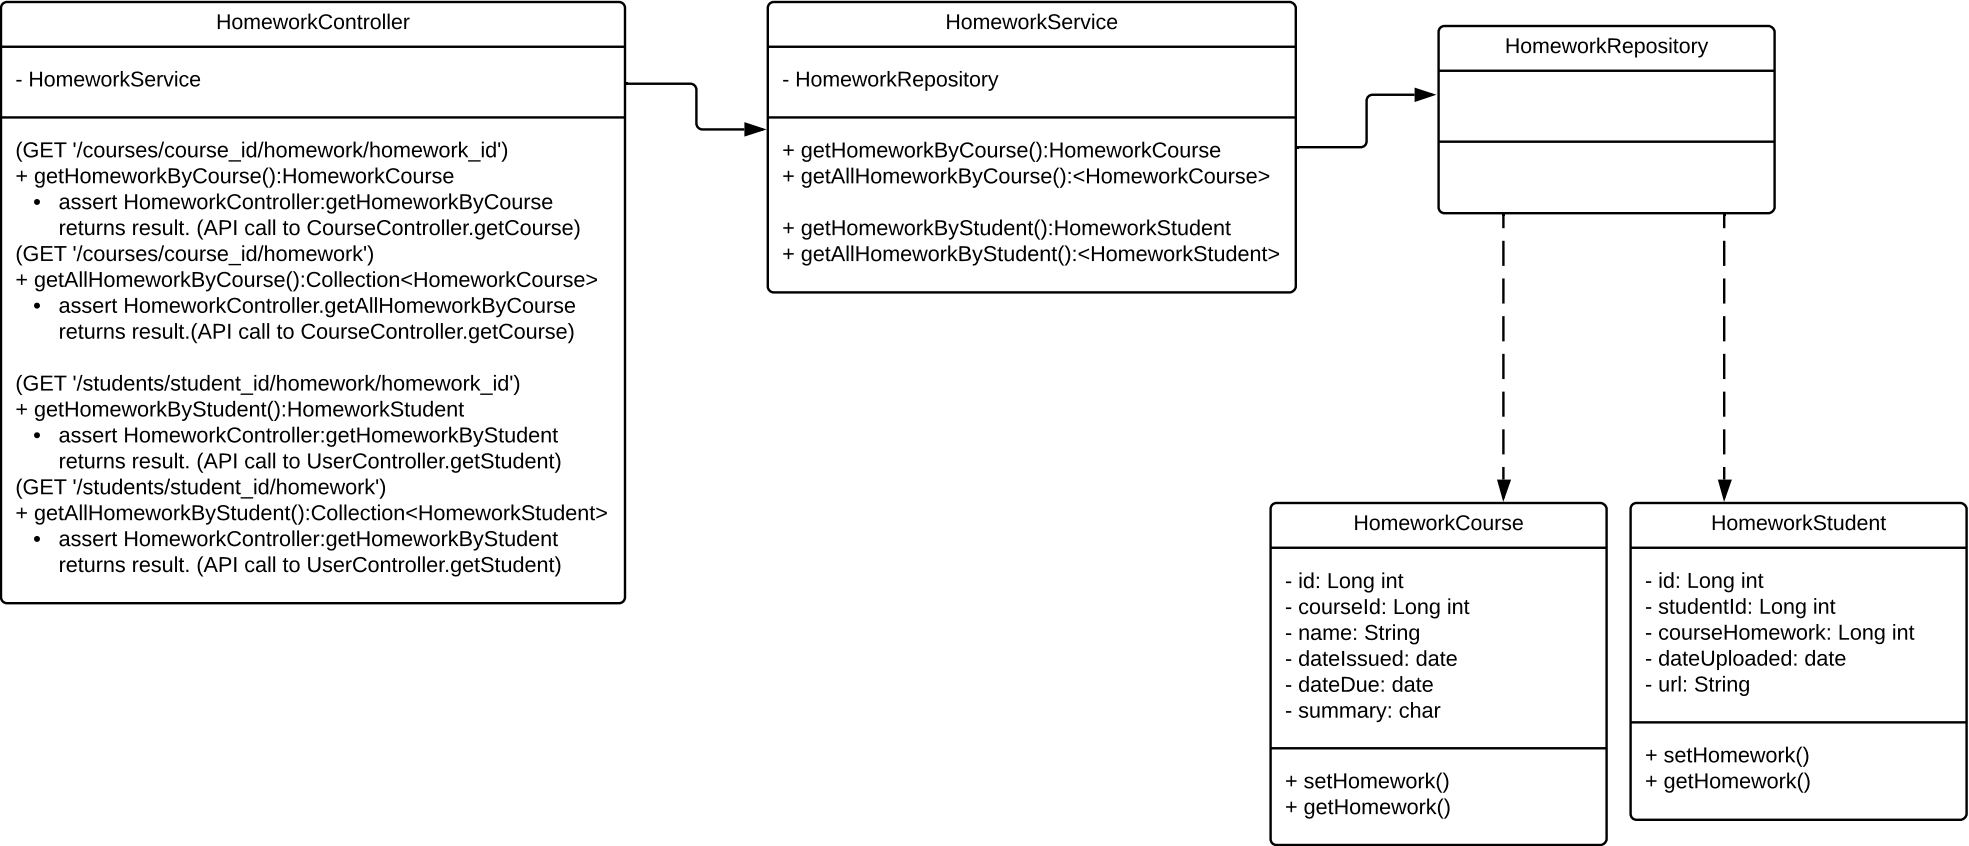 HomeworkController
- HomeworkService
(GET '/courses/course_id/homework/homework_id')
+ getHomeworkByCourse():HomeworkCourse
• assert HomeworkController:getHomeworkByCourse
returns result. (API call to CourseController.getCourse)
(GET '/courses/course_id/homework')
+ getAllHomeworkByCourse():Collection<HomeworkCourse>
• assert HomeworkController.getAllHomeworkByCourse
returns result.(API call to CourseController.getCourse)
(GET '/students/student_id/homework/homework_id')
+ getHomeworkByStudent():HomeworkStudent
• assert HomeworkController:getHomeworkByStudent
returns result. (API call to UserController.getStudent)
(GET '/students/student_id/homework')
+ getAllHomeworkByStudent():Collection<HomeworkStudent>
• assert HomeworkController:getHomeworkByStudent
returns result. (API call to UserController.getStudent)
HomeworkService
- HomeworkRepository
+ getHomeworkByCourse():HomeworkCourse
+ getAllHomeworkByCourse():<HomeworkCourse>
+ getHomeworkByStudent():HomeworkStudent
+ getAllHomeworkByStudent():<HomeworkStudent>
HomeworkRepository
HomeworkCourse
- id: Long int
- courseId: Long int
- name: String
- dateIssued: date
- dateDue: date
- summary: char
+ setHomework()
+ getHomework()
HomeworkStudent
- id: Long int
- studentId: Long int
- courseHomework: Long int
- dateUploaded: date
- url: String
+ setHomework()
+ getHomework()